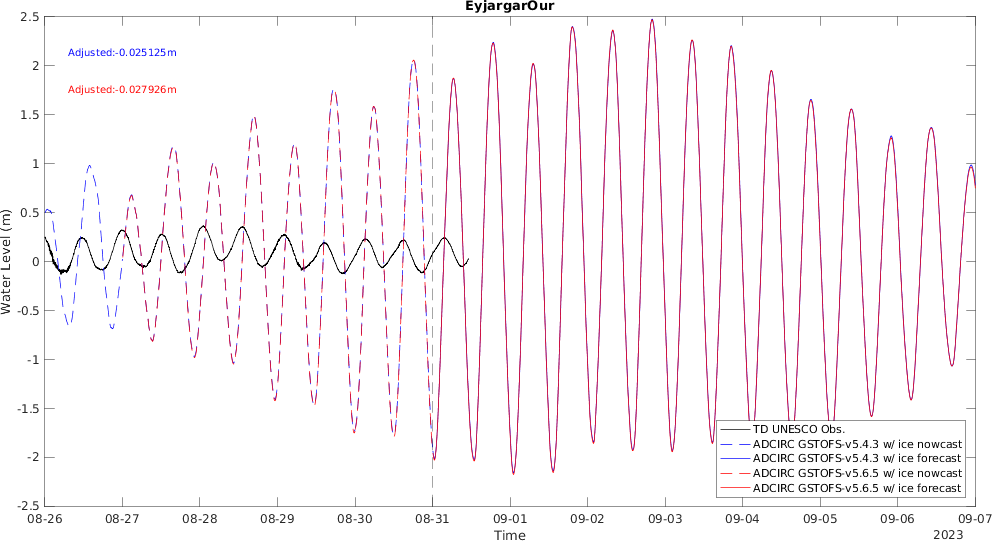 EyjargarOur
2.5
2
1.5
1
0.5
0
-0.5
-1
-1.5
-2
-2.5
Water Level (m)
Adjusted:-0.025125m
Adjusted:-0.027926m
TD UNESCO Obs.
ADCIRC GSTOFS-v5.4.3 w/ ice nowcast
ADCIRC GSTOFS-v5.4.3 w/ ice forecast
ADCIRC GSTOFS-v5.6.5 w/ ice nowcast
ADCIRC GSTOFS-v5.6.5 w/ ice forecast
08-26 08-27 08-28 08-29 08-30 08-31 09-01 09-02 09-03 09-04 09-05 09-06 09-07
Time
2023